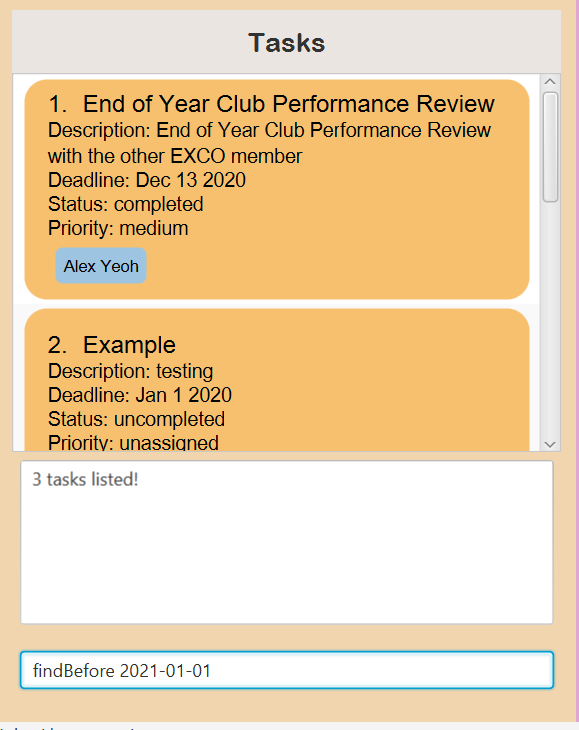 Tasks
1. End of Year Club Performance Review
Description: End of Year Club Performance Review
with the other EXCO member
Deadline: Dec 13 2020
Status: completed
Priority: medium
Alex Yeoh
2. Example
Description: testing
Deadline: Jan 1 2020
Status: uncompleted
Priority: unassigned
3 tasks listed!
findBefore 2021-01-01